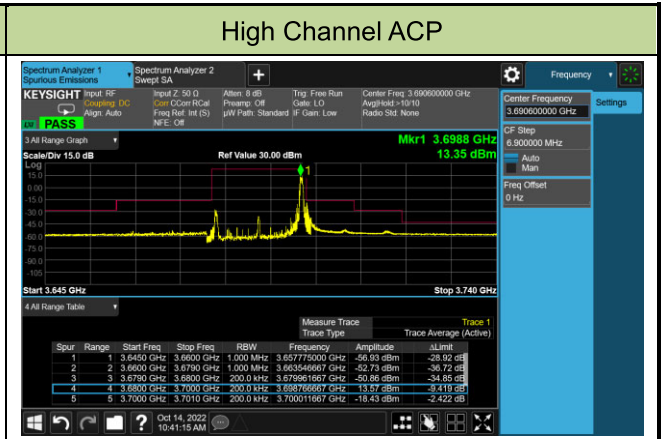 High Channel ACP
Spectrum Analyzer 1
Spurious Emissions
Spectrum Analyzer 2
Swept SA
+
Frequency
KEYSIGHT
Input: RF
Coupling: DC
Align: Auto
Input Z: 50 Ω
Corr CCorr RCal
Freq Ref: Int (S)
NFE: Off
Atten: 8 dB
Preamp: Off
µW Path: Standard
Trig: Free Run
Gate: LO
IF Gain: Low
Center Freq: 3.690600000 GHz
Avg|Hold:>10/10
Radio Std: None
PASS
Center Frequency
3.690600000 GHz
Settings
CF Step
6.900000 MHz
Auto
Man
Freq Offset
0 Hz
3 All Range Graph
Mkr1 3.6988 GHz
Scale/Div 15.0 dB
Ref Value 30.00 dBm
13.35 dBm
Log
1
15.0
0.00
-15.0
-30.0
-45.0
-60.0
-75.0
-90.0
-105
Start 3.645 GHz
Stop 3.740 GHz
4 All Range Table
Measure Trace Trace 1
Trace Type Trace Average (Active)
Spur Range Start Freq Stop Freq RBW Frequency Amplitude ΔLimit
1 1 3.6450 GHz 3.6600 GHz 1.000 MHz 3.657775000 GHz -56.93 dBm -28.92 dB
2 2 3.6600 GHz 3.6790 GHz 1.000 MHz 3.663546667 GHz -52.73 dBm -36.72 dB
3 3 3.6790 GHz 3.6800 GHz 200.0 kHz 3.679961667 GHz -50.86 dBm -34.85 dB
4 4 3.6800 GHz 3.7000 GHz 200.0 kHz 3.698766667 GHz 13.57 dBm -9.419 dB
5 5 3.7000 GHz 3.7010 GHz 200.0 kHz 3.700011667 GHz -18.43 dBm -2.422 dB
?
Oct 14, 2022
10:41:15 AM